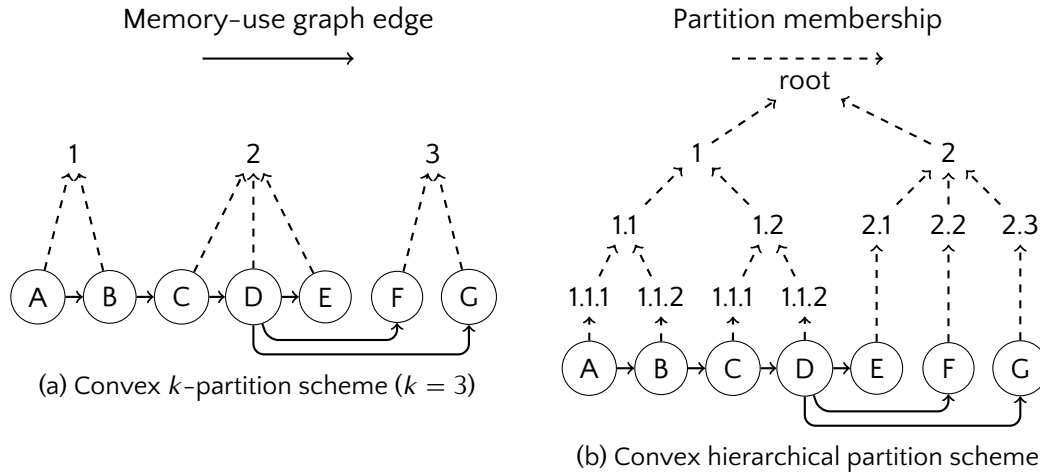 Memory-use graph edge
Partition membership
root
1 2 3
1 2
1.1 1.2 2.1 2.2 2.3
A B C D E F G
1.1.1 1.1.2 1.1.1 1.1.2
A B C D E F G
(a) Convex k-partition scheme (k = 3)
(b) Convex hierarchical partition scheme